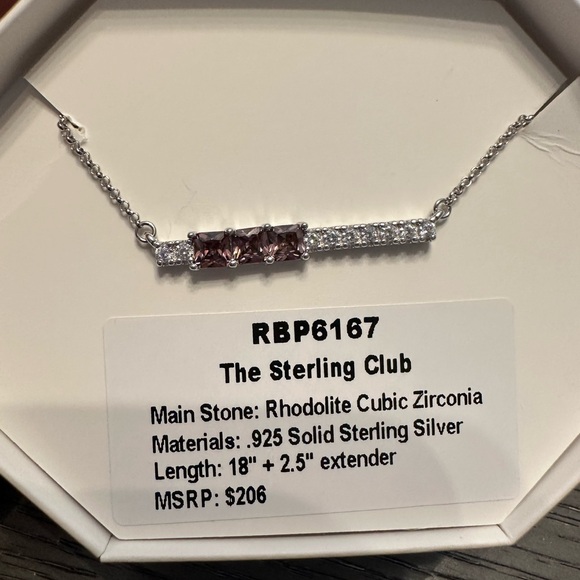 RBP6167
The Sterling Club
Main Stone: Rhodolite Cubic Zirconia
Materials: .925 Solid Sterling Silver
Length: 18" + 2.5" extender
MSRP: $206